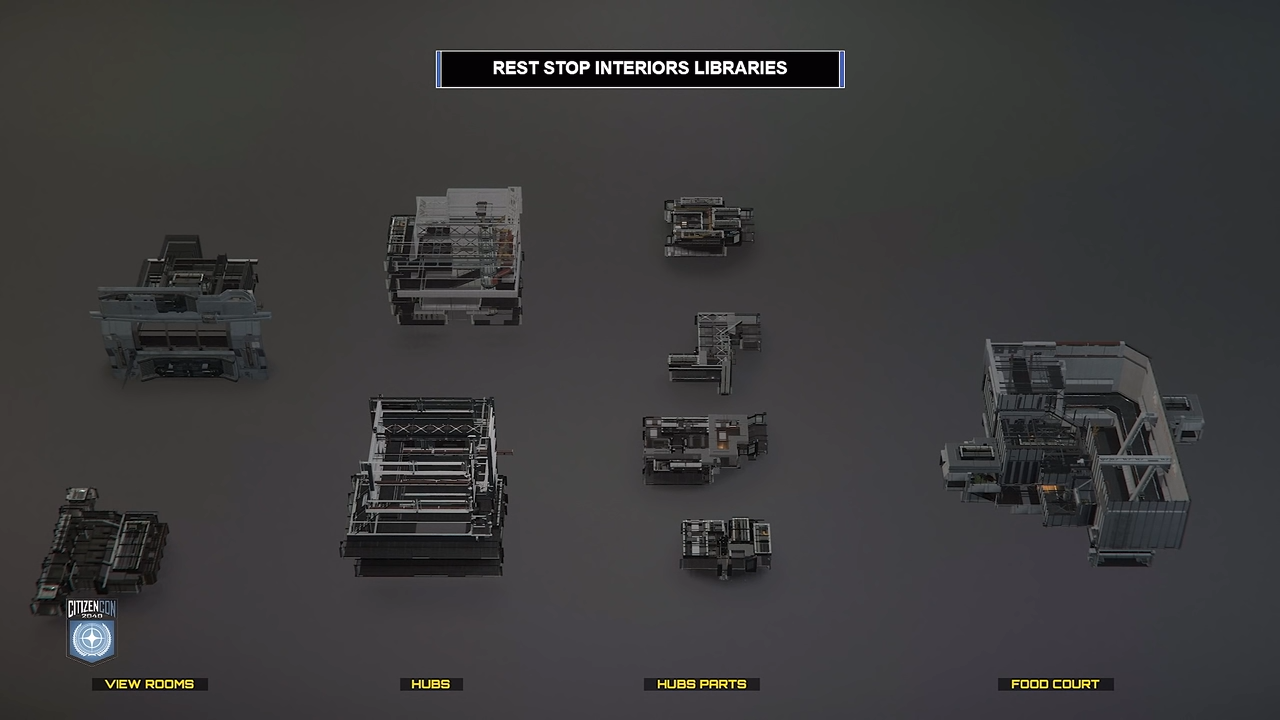 REST STOP INTERIORS LIBRARIES
CITIZENCON
2949
VIEW ROOMS
HUBS
HUBS PARTS
FOOD COURT